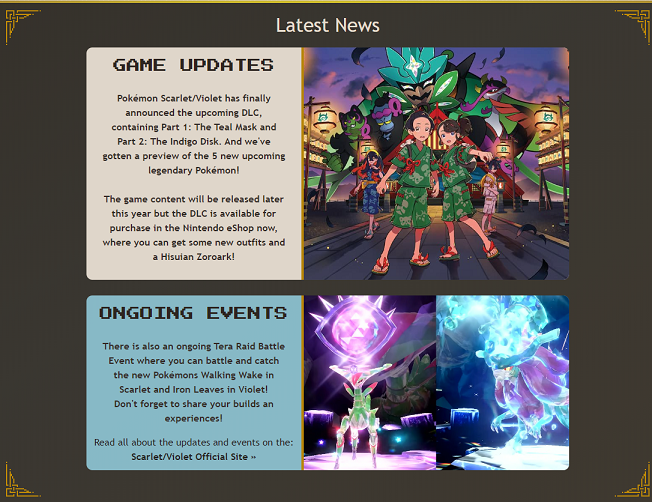 Latest News
GAME UPDATES
Pokémon Scarlet/Violet has finally
announced the upcoming DLC,
containing Part 1: The Teal Mask and
Part 2: The Indigo Disk. And we've
gotten a preview of the 5 new upcoming
legendary Pokémon!
The game content will be released later
this year but the DLC is available for
purchase in the Nintendo eShop now,
where you can get some new outfits and
a Hisuian Zoroark!
ONGOING EVENTS
There is also an ongoing Tera Raid Battle
Event where you can battle and catch
the new Pokémons Walking Wake in
Scarlet and Iron Leaves in Violet!
Don't forget to share your builds an
experiences!
Read all about the updates and events on the:
Scarlet/Violet Official Site »